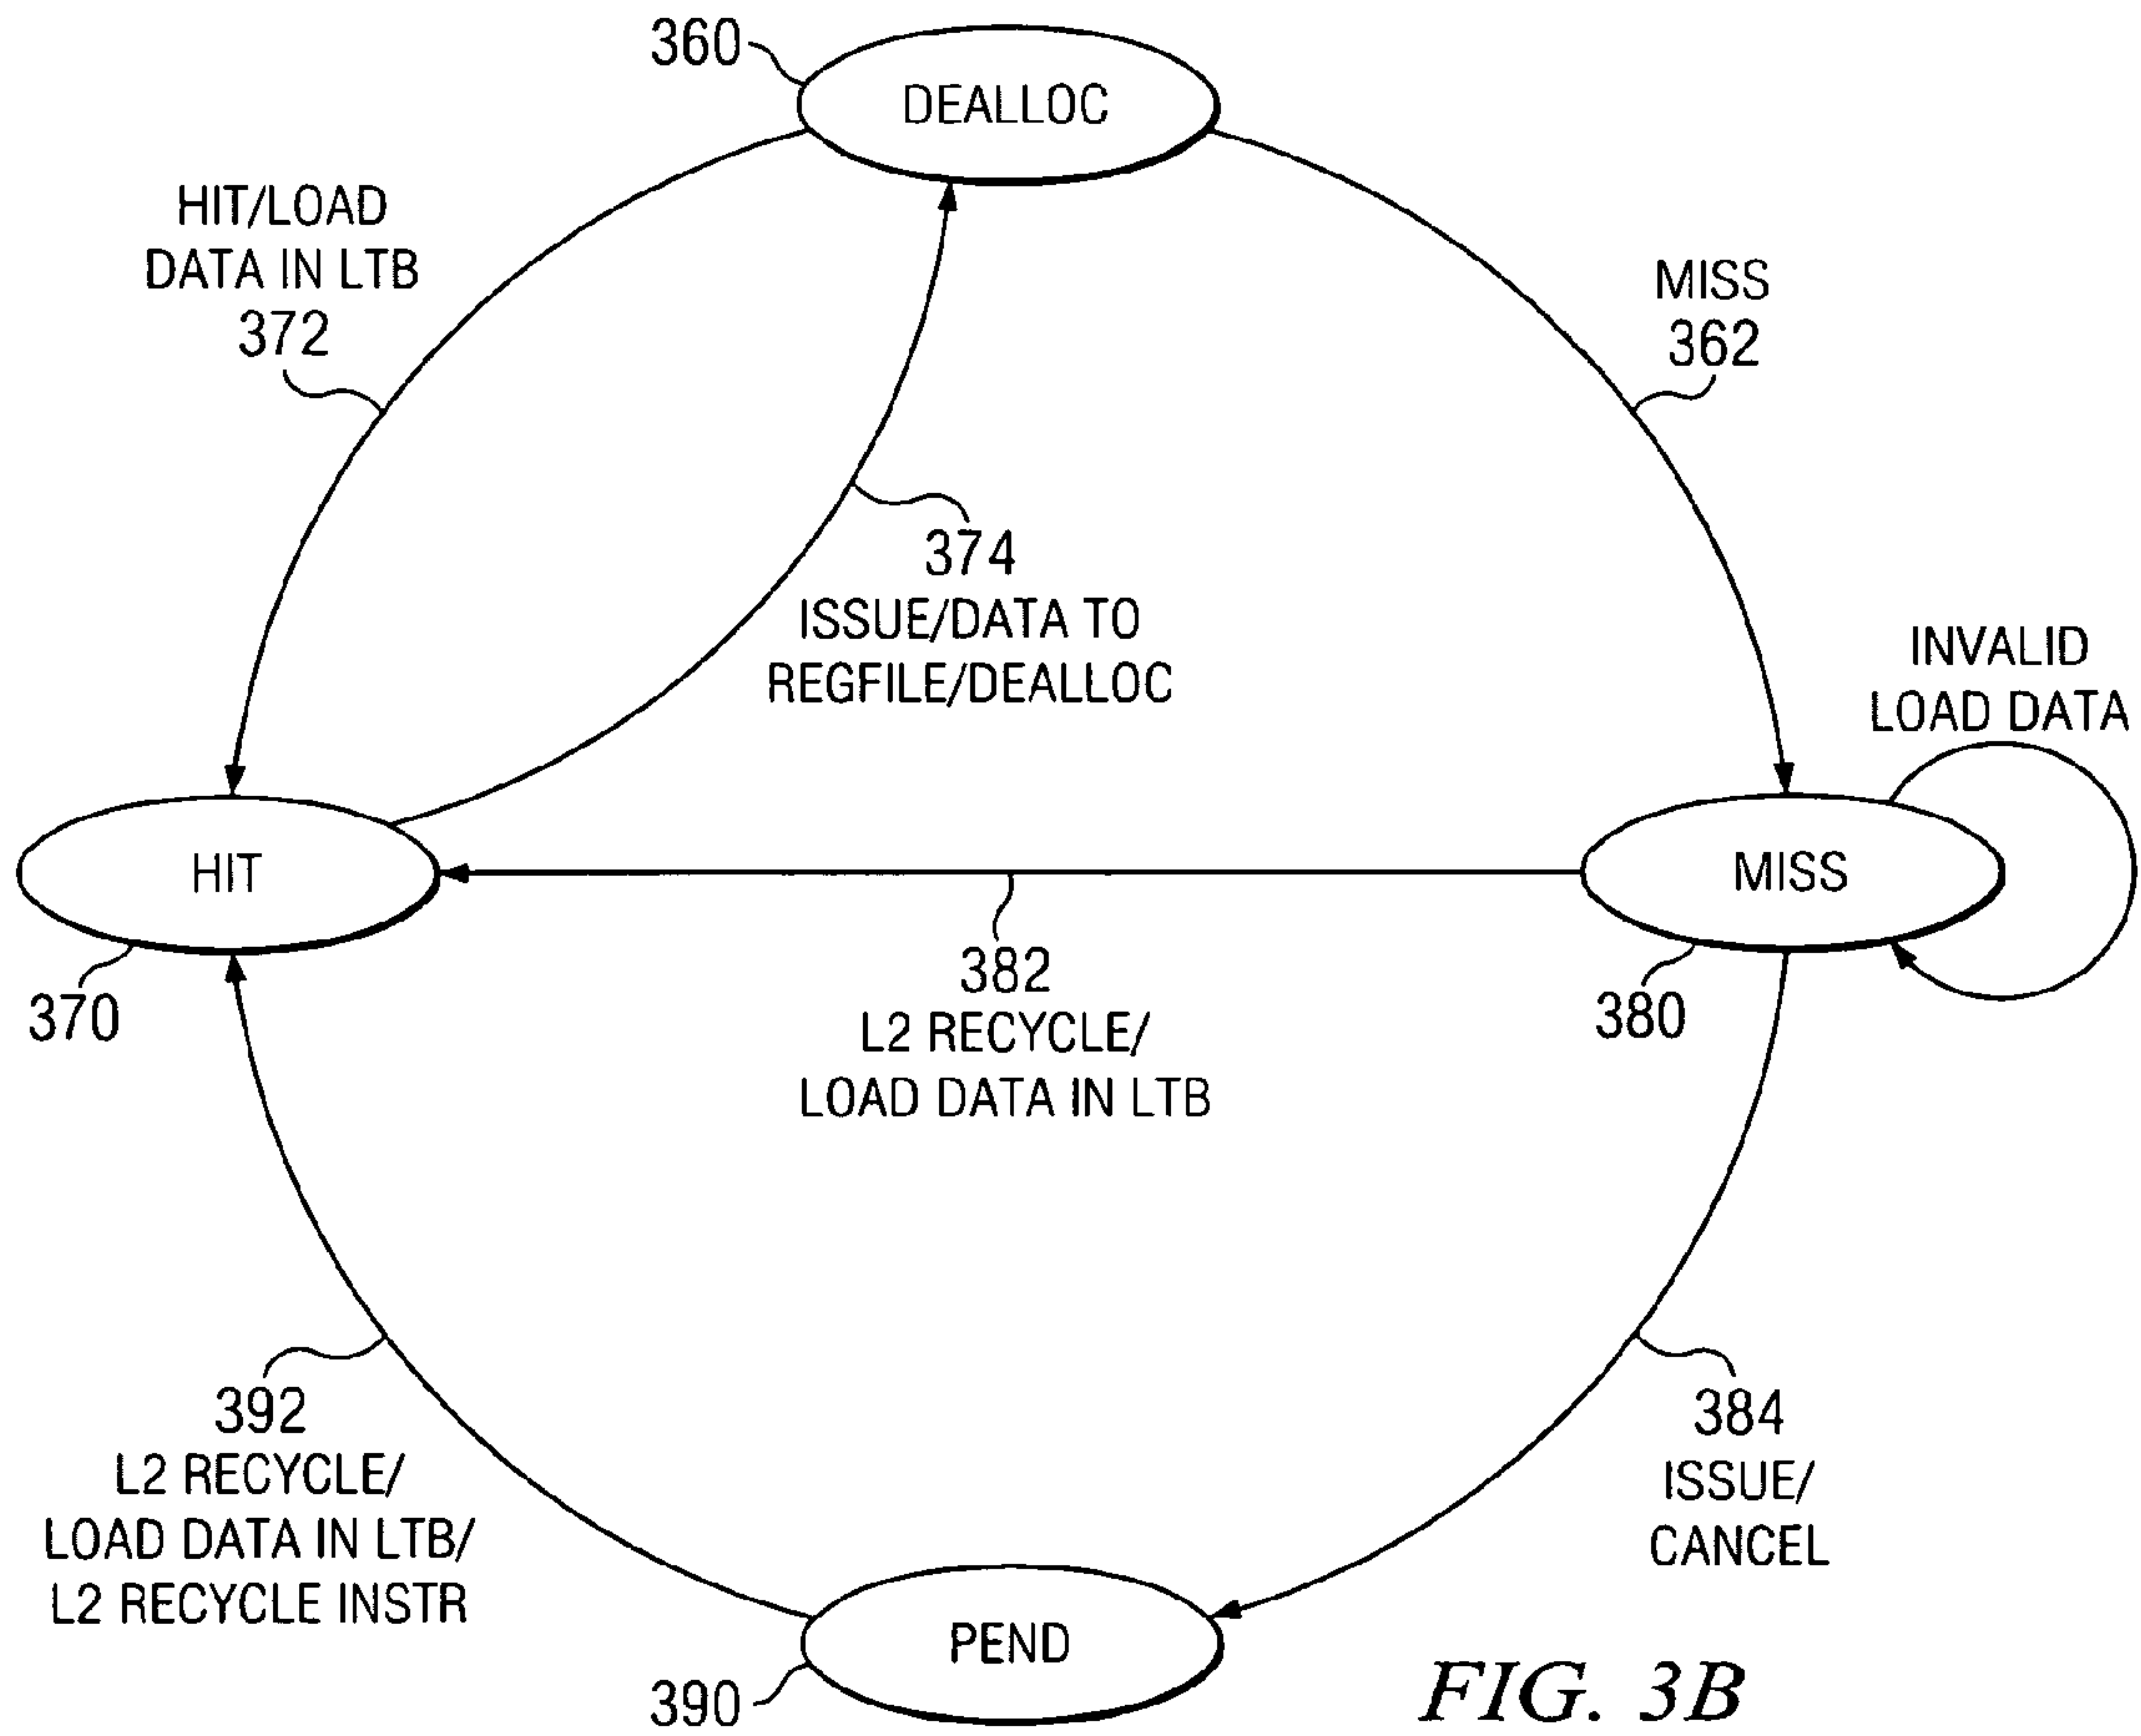 360
DEALLOC
HIT/LOAD
DATA IN LTB
372
MISS
362
374
ISSUE/DATA TO
REGFILE/DEALLOC
INVALID
LOAD DATA
HIT
MISS
370
382
L2 RECYCLE/
LOAD DATA IN LTB
380
392
L2 RECYCLE/
LOAD DATA IN LTB/
L2 RECYCLE INSTR
384
ISSUE/
CANCEL
PEND
390
FIG. 3B